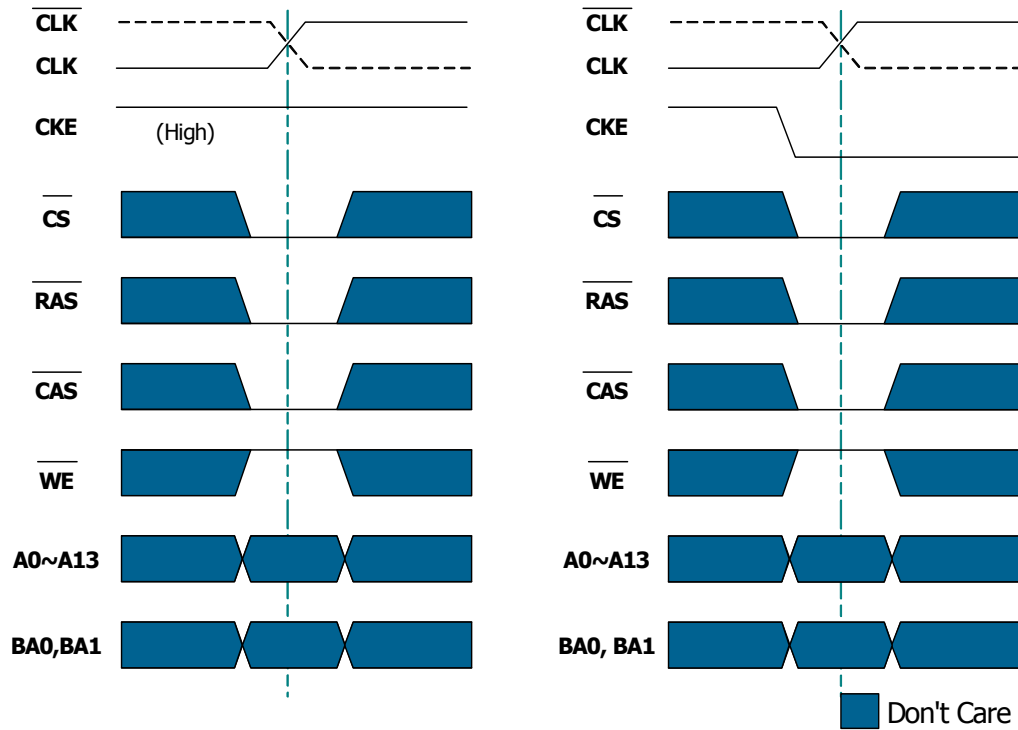 CLK
CLK
CKE
(High)
CS
RAS
CAS
WE
A0~A13
BA0,BA1
CLK
CLK
CKE
CS
RAS
CAS
WE
A0~A13
BA0, BA1
Don't Care